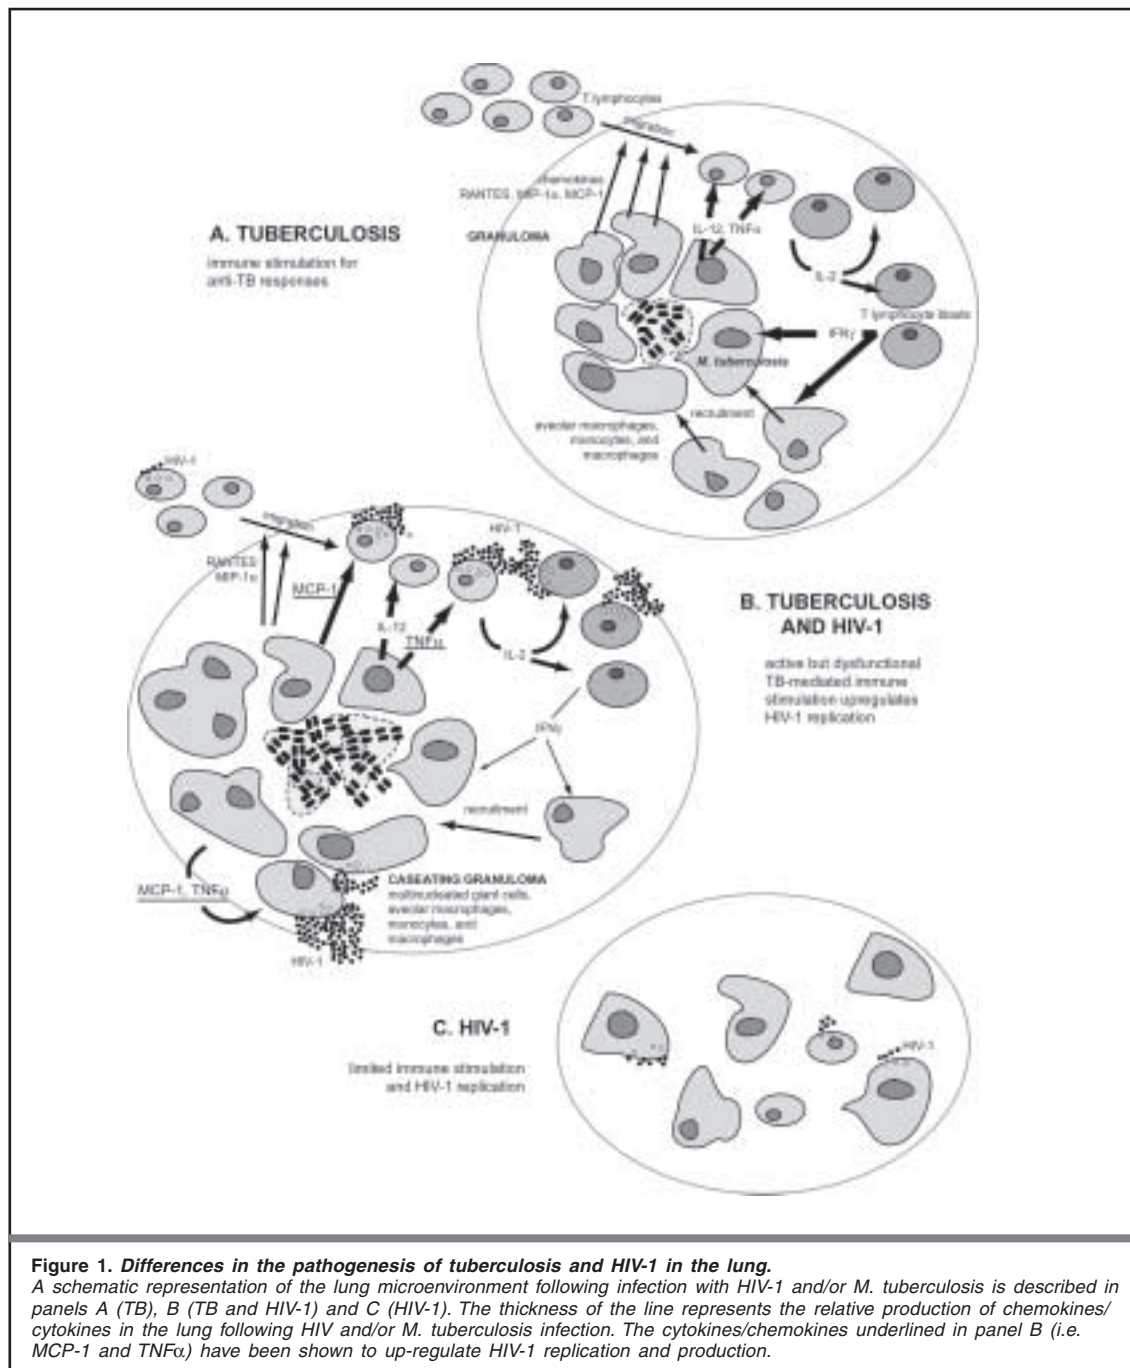 T lymphocytes
migration
chemokines
RANTES, MIP-1α, MCP-1
A. TUBERCULOSIS
immune stimulation for
anti-TB responses
GRANULOMA
IL-12, TNFα
IL-2
T lymphocyte blasts
IFNγ
M. tuberculosis
recruitment
aveolar macrophages,
monocytes, and
macrophages
HIV-1
migration
RANTES
MIP-1α
MCP-1
HIV-1
IL-12
TNFα
IL-2
B. TUBERCULOSIS
AND HIV-1
active but dysfunctional
TB-mediated immune
stimulation upregulates
HIV-1 replication
IFNγ
recruitment
MCP-1, TNFα
CASEATING GRANULOMA
multinucleated giant cells,
aveolar macrophages,
monocytes, and
macrophages
HIV-1
C. HIV-1
limited immune stimulation
and HIV-1 replication
HIV-1
Figure 1. Differences in the pathogenesis of tuberculosis and HIV-1 in the lung.
A schematic representation of the lung microenvironment following infection with HIV-1 and/or M. tuberculosis is described in
panels A (TB), B (TB and HIV-1) and C (HIV-1). The thickness of the line represents the relative production of chemokines/
cytokines in the lung following HIV and/or M. tuberculosis infection. The cytokines/chemokines underlined in panel B (i.e.
MCP-1 and TNFα) have been shown to up-regulate HIV-1 replication and production.